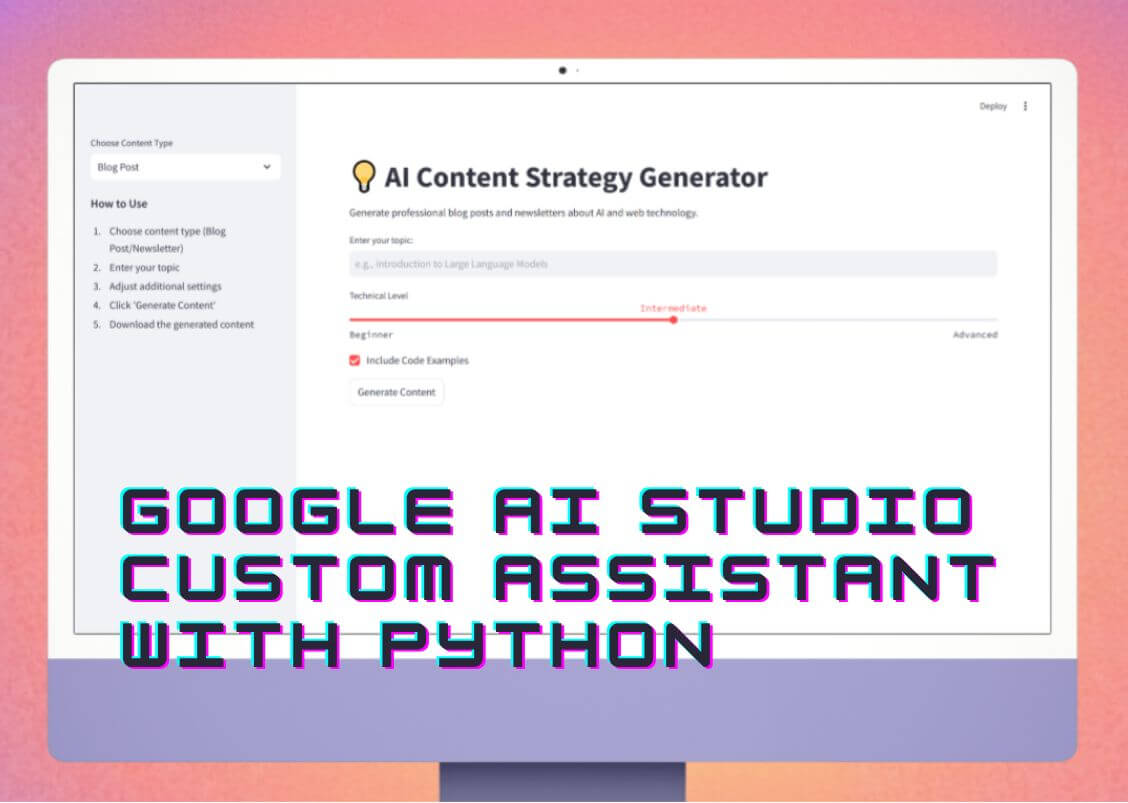 Deploy
Choose Content Type
Blog Post
How to Use
1. Choose content type (Blog
Post/Newsletter)
2. Enter your topic
3. Adjust additional settings
4. Click 'Generate Content'
5. Download the generated content
AI Content Strategy Generator
Generate professional blog posts and newsletters about AI and web technology.
Enter your topic:
e.g., Introduction to Large Language Models
Technical Level
Intermediate
Beginner
Advanced
Include Code Examples
Generate Content
GOOGLE AI STUDIO
CUSTOM ASSISTANT
WITH PYTHON